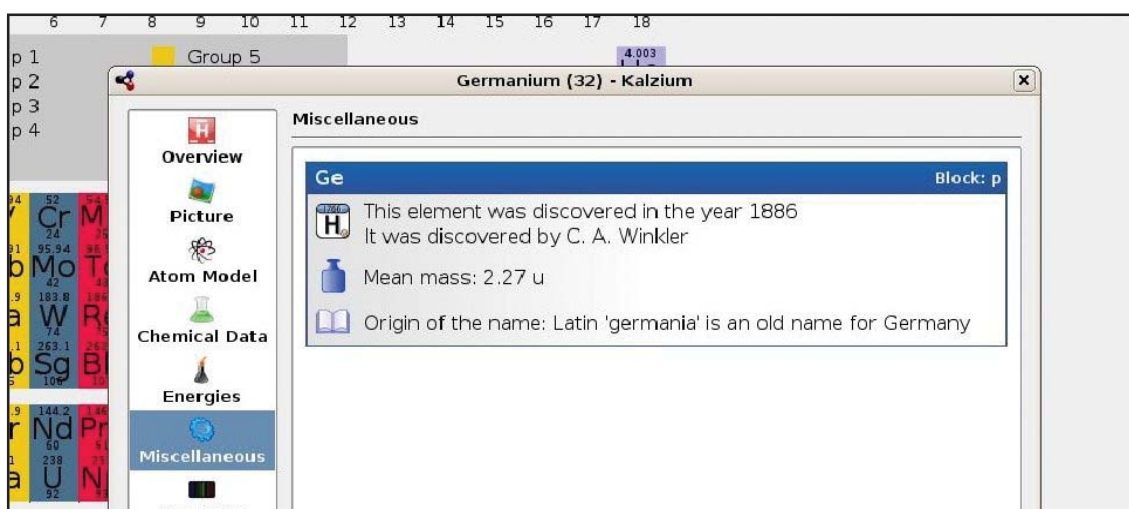 6 7 8 9 10 11 12 13 14 15 16 17 18
p 1 Group 5
4.003
p 2
Germanium (32) - Kalzium
p 3
p 4
Miscellaneous
Overview
Ge Block: p
Picture
This element was discovered in the year 1886
It was discovered by C. A. Winkler
Atom Model
Mean mass: 2.27 u
Chemical Data
Origin of the name: Latin 'germania' is an old name for Germany
Energies
Miscellaneous
52
Cr M
24
95.94
b Mo
42
183.8
a W Re
74
263.1
b Sg
106
144.2
r Nd Pr
60
238
a U N
92